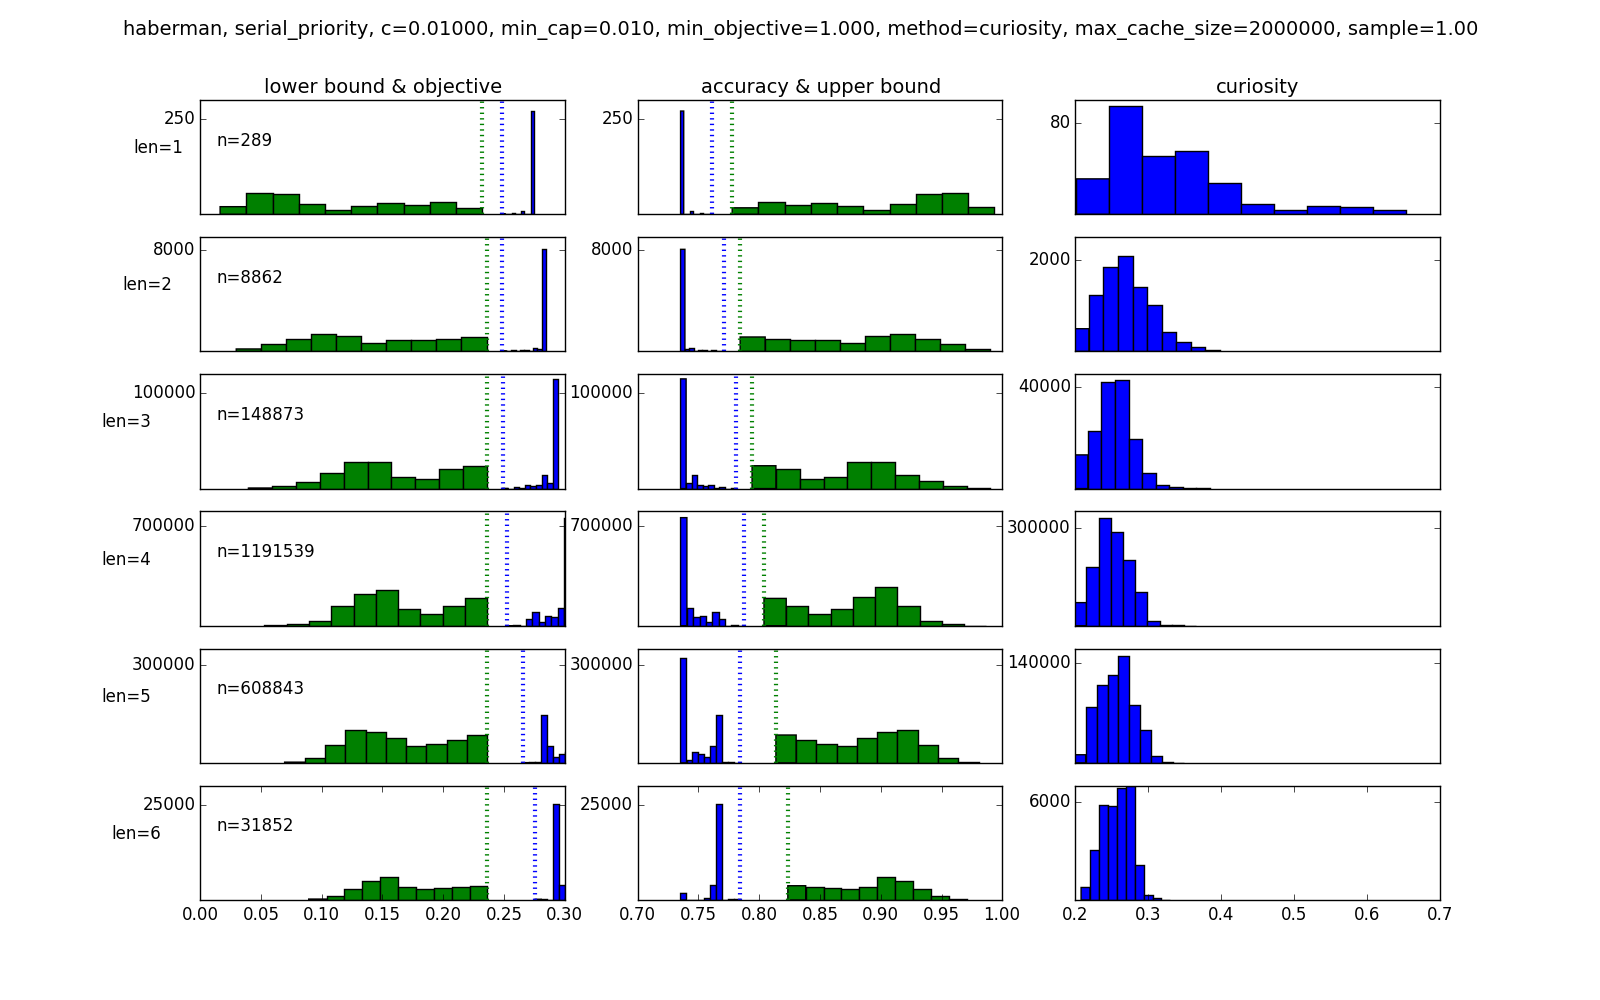 haberman, serial_priority, c=0.01000, min_cap=0.010, min_objective=1.000, method=curiosity, max_cache_size=2000000, sample=1.00
lower bound & objective
accuracy & upper bound
curiosity
len=1
250
n=289
250
80
len=2
8000
n=8862
8000
2000
len=3
100000
n=148873
100000
40000
len=4
700000
n=1191539
700000
300000
len=5
300000
n=608843
300000
140000
len=6
25000
n=31852
25000
6000
0.00 0.05 0.10 0.15 0.20 0.25 0.30
0.70 0.75 0.80 0.85 0.90 0.95 1.00
0.2 0.3 0.4 0.5 0.6 0.7